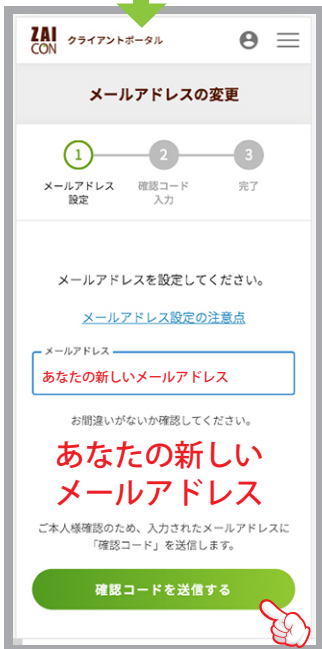 ZAI
CON
クライアントポータル
メールアドレスの変更
1
2
3
メールアドレス
設定
確認コード
入力
完了
メールアドレスを設定してください。
メールアドレス設定の注意点
メールアドレス
あなたの新しいメールアドレス
お間違いがないか確認してください。
あなたの新しい
メールアドレス
ご本人様確認のため、入力されたメールアドレスに
「確認コード」を送信します。
確認コードを送信する